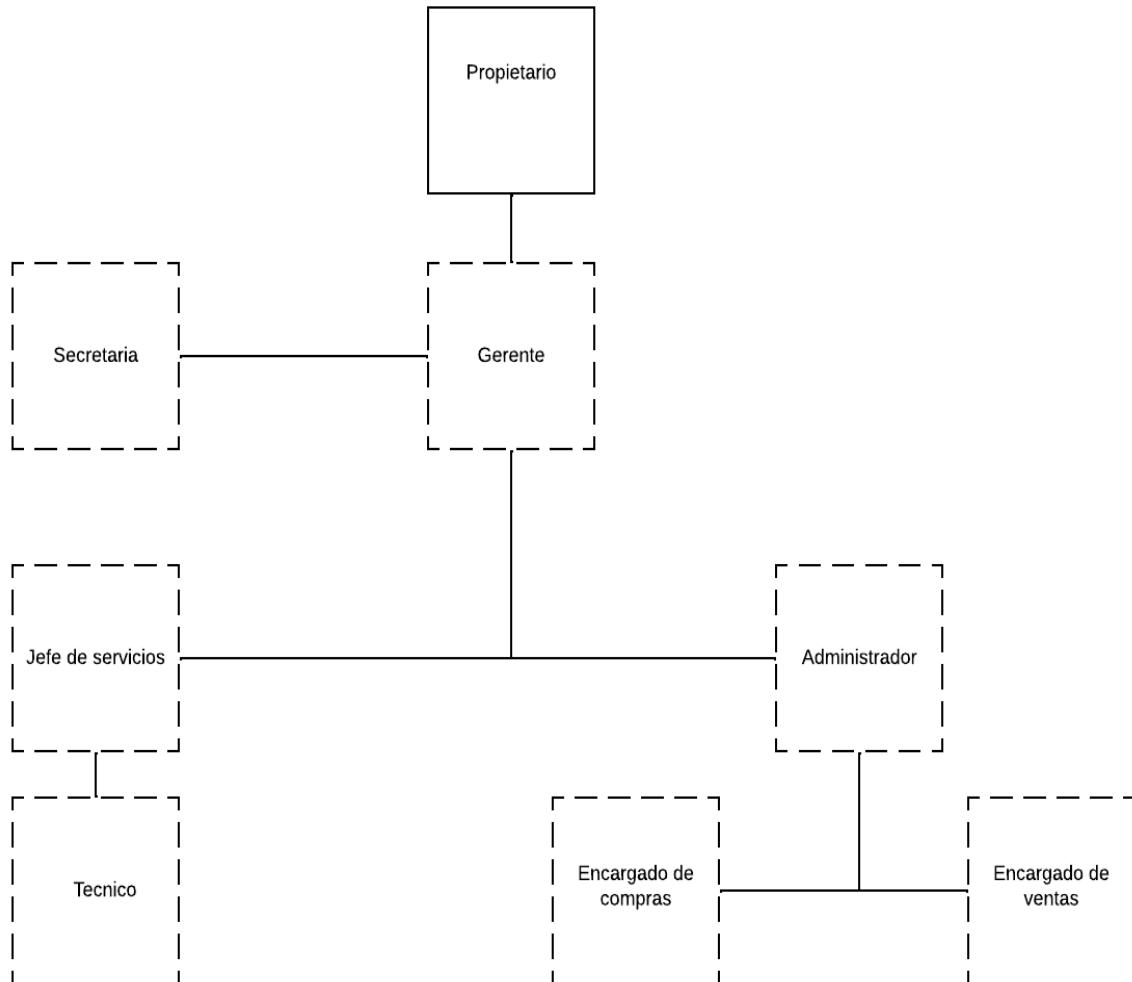 Propietario
Secretaria
Gerente
Jefe de servicios
Administrador
Tecnico
Encargado de
compras
Encargado de
ventas